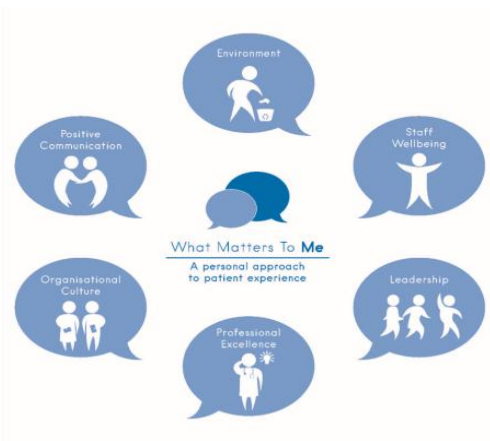 Environment
Positive
Communication
Staff
Wellbeing
What Matters To Me
A personal approach
to patient experience
Organisational
Culture
Leadership
Professional
Excellence